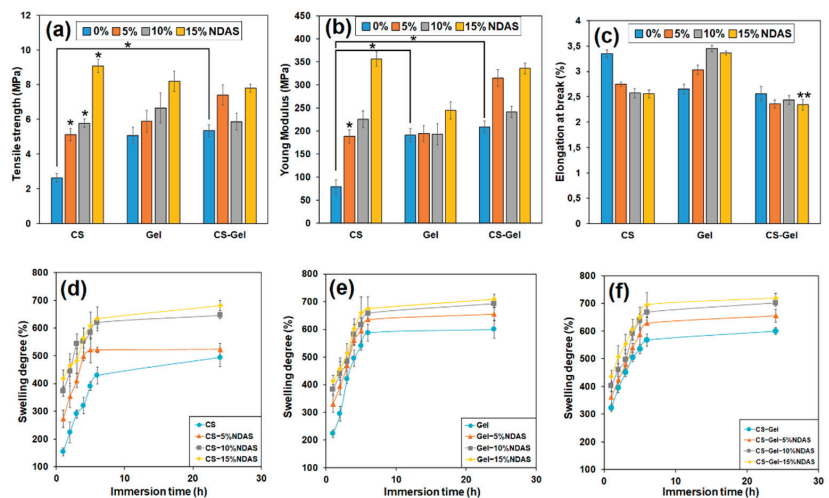 (a)
0% 5% 10% 15% NDAS
Tensile strength (MPa)
12
10
8
6
4
2
0
*
*
*
*
CS Gel CS-Gel
(b)
0% 5% 10% 15% NDAS
Young Modulus (MPa)
450
400
350
300
250
200
150
100
50
0
*
*
*
CS Gel CS-Gel
(c)
0% 5% 10% 15% NDAS
Elongation at break (%)
4
3,5
3
2,5
2
1,5
1
0,5
0
**
CS Gel CS-Gel
(d)
Swelling degree (%)
800
700
600
500
400
300
200
100
0 10 20 30
Immersion time (h)
CS
CS-5%NDAS
CS-10%NDAS
CS-15%NDAS
(e)
Swelling degree (%)
800
700
600
500
400
300
200
100
0 10 20 30
Immersion time (h)
Gel
Gel-5%NDAS
Gel-10%NDAS
Gel-15%NDAS
(f)
Swelling degree (%)
800
700
600
500
400
300
200
100
0 10 20 30
Immersion time (h)
CS-Gel
CS-Gel-5%NDAS
CS-Gel-10%NDAS
CS-Gel-15%NDAS